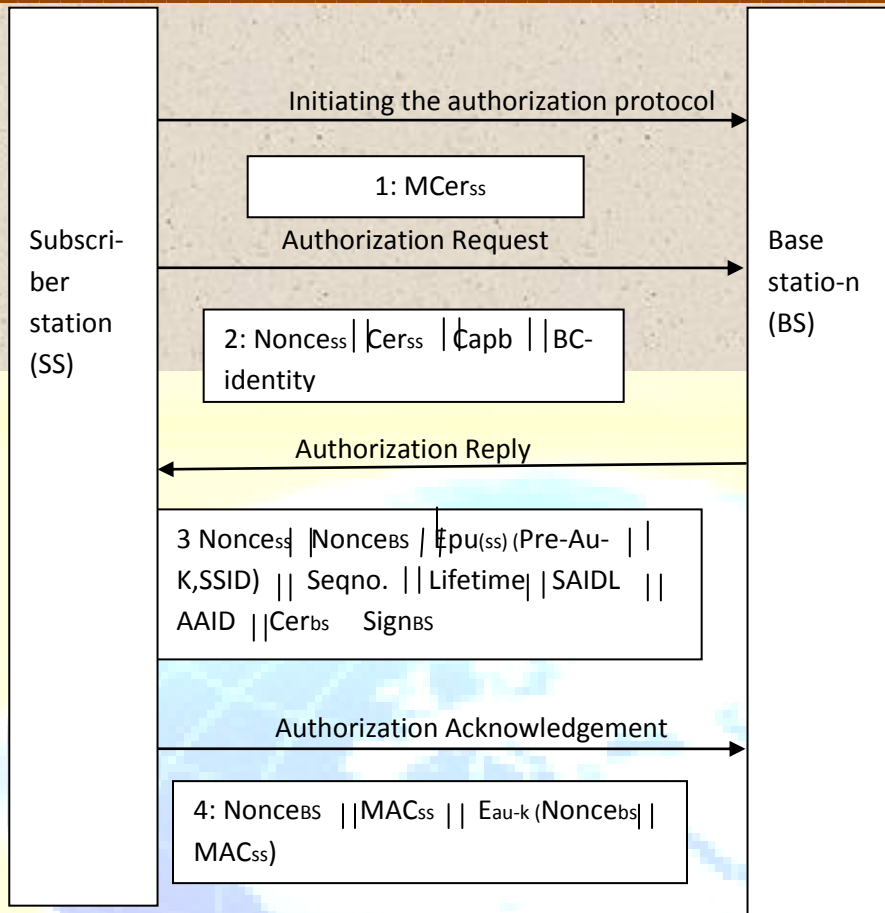 Initiating the authorization protocol
1: MCerss
Subscri-
ber
station
(SS)
Authorization Request
Base
statio-n
(BS)
2: Noncess||Cerss ||Capb ||BC-
identity
Authorization Reply
3 Noncess||NonceBS ||Epu(ss) (Pre-Au- ||
K,SSID) || Seqno. ||Lifetime||SAIDL ||
AAID ||Cerbs SignBS
Authorization Acknowledgement
4: NonceBS ||MACss || Eau-k (Noncebs||
MACss)